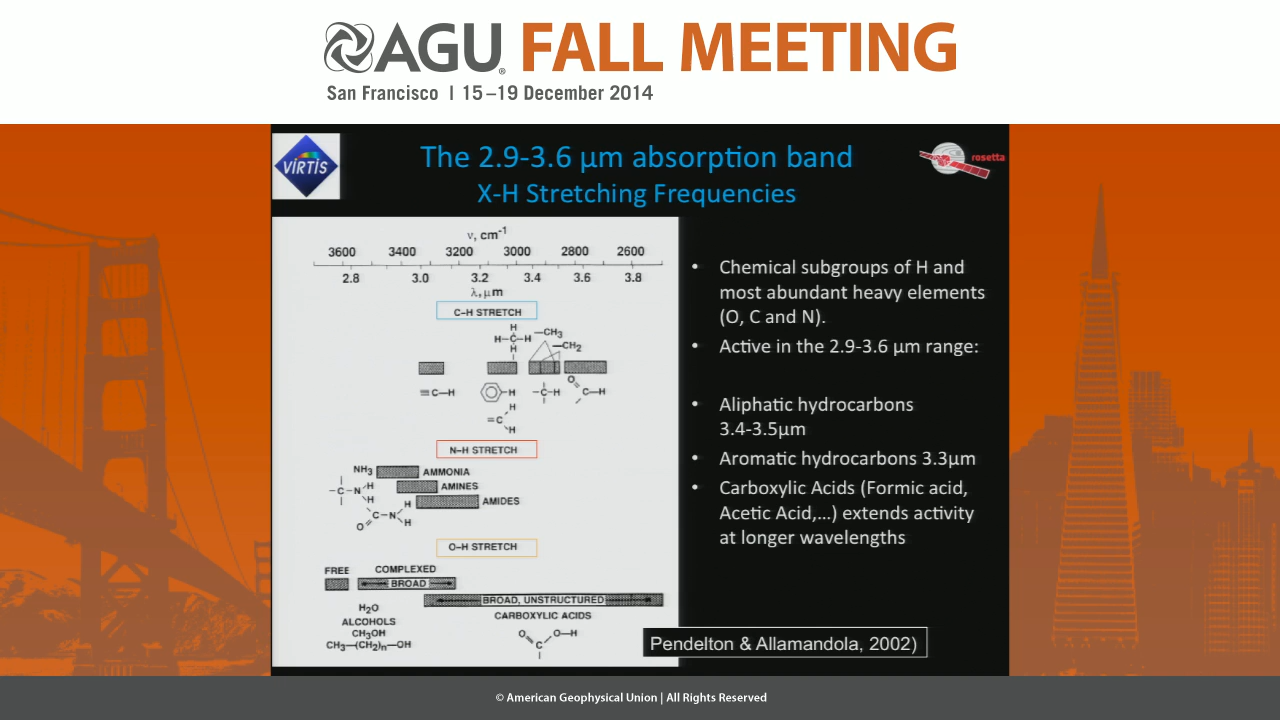 AGU FALL MEETING
San Francisco | 15–19 December 2014
VIRTIS
The 2.9-3.6 μm absorption band
X-H Stretching Frequencies
rosetta
ν, cm-1
3600 3400 3200 3000 2800 2600
2.8 3.0 3.2 3.4 3.6 3.8
λ, μm
C–H STRETCH
H
H–C–H
H
–CH3
–CH2
≡C–H
–H
–C–H
O
C–H
H
=C
H
N–H STRETCH
NH3
AMMONIA
–C–N
H
H
AMINES
AMIDES
O
C–N
H
H
O–H STRETCH
FREE
COMPLEXED
BROAD
BROAD, UNSTRUCTURED
H2O
ALCOHOLS
CH3OH
CH3–(CH2)n–OH
CARBOXYLIC ACIDS
O
C
O–H
• Chemical subgroups of H and
most abundant heavy elements
(O, C and N).
• Active in the 2.9-3.6 μm range:
• Aliphatic hydrocarbons
3.4-3.5μm
• Aromatic hydrocarbons 3.3μm
• Carboxylic Acids (Formic acid,
Acetic Acid,...) extends activity
at longer wavelengths
Pendelton & Allamandola, 2002)
© American Geophysical Union | All Rights Reserved